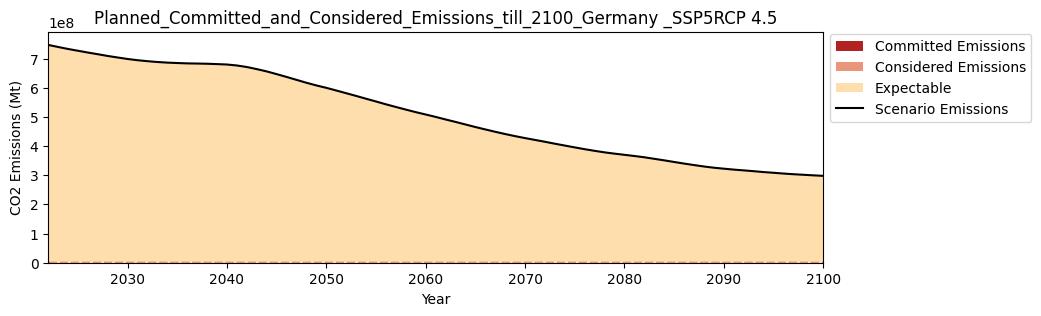 Planned_Committed_and_Considered_Emissions_till_2100_Germany _SSP5RCP 4.5
1e8
7
6
5
4
3
2
1
0
CO2 Emissions (Mt)
2030 2040 2050 2060 2070 2080 2090 2100
Year
Committed Emissions
Considered Emissions
Expectable
Scenario Emissions